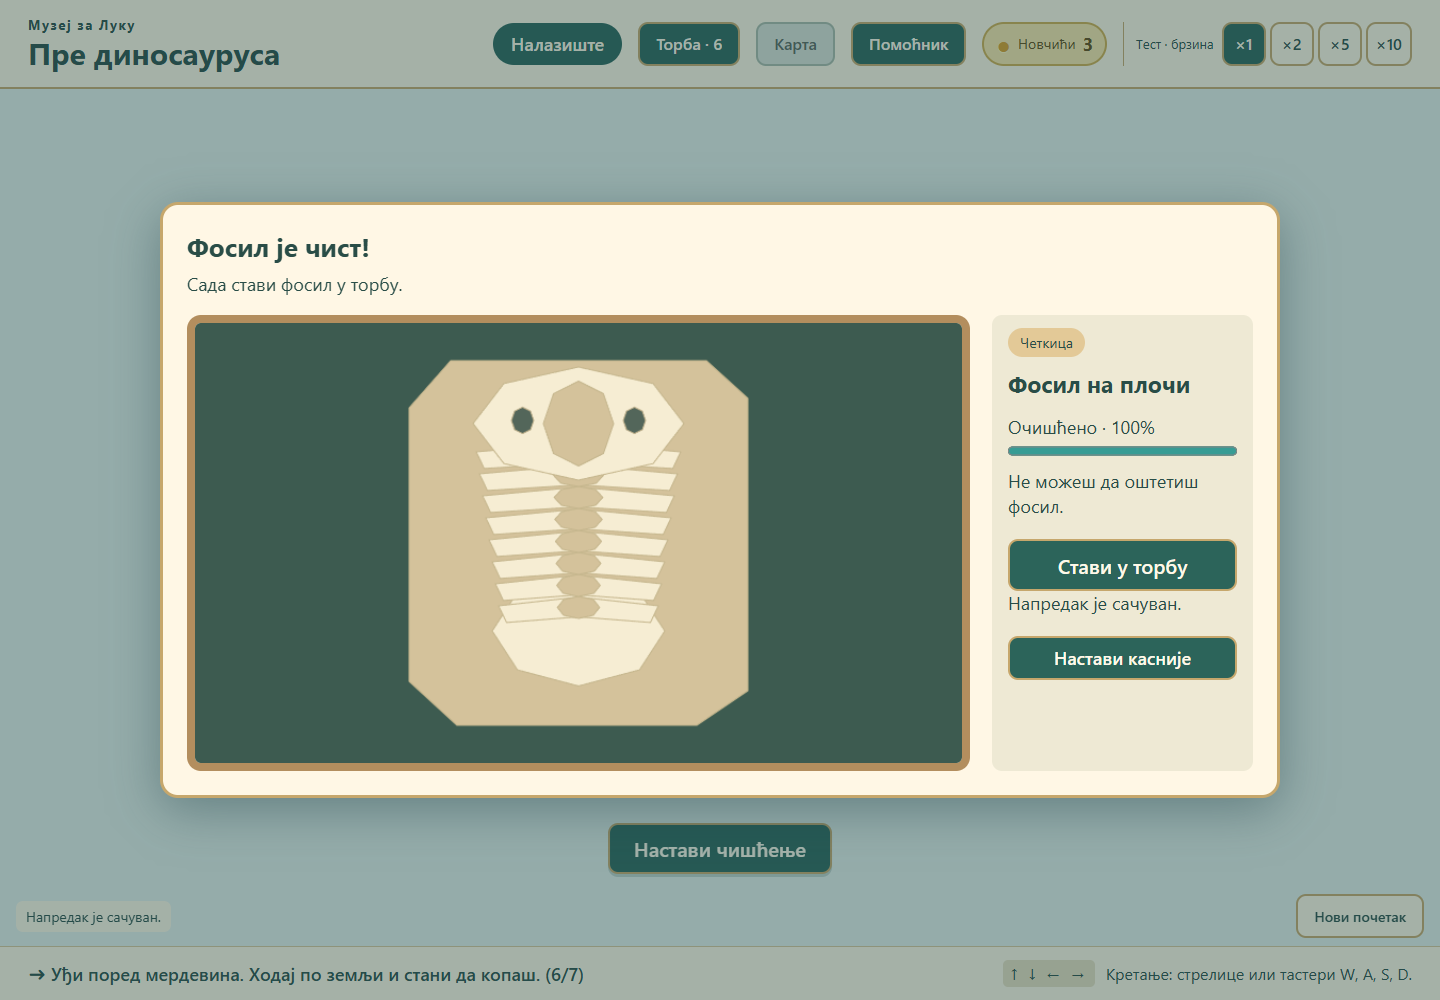 Музеј за Луку
Пре диносауруса
Налазиште
Торба · 6
Карта
Помоћник
Новчићи 3
Тест · брзина
×1
×2
×5
×10
Фосил је чист!
Сада стави фосил у торбу.
Четкица
Фосил на плочи
Очишћено · 100%
Не можеш да оштетиш
фосил.
Стави у торбу
Напредак је сачуван.
Настави касније
Настави чишћење
Напредак је сачуван.
Нови почетак
→ Уђи поред мердевина. Ходај по земљи и стани да копаш. (6/7)
↑ ↓ ← → Кретање: стрелице или тастери W, A, S, D.